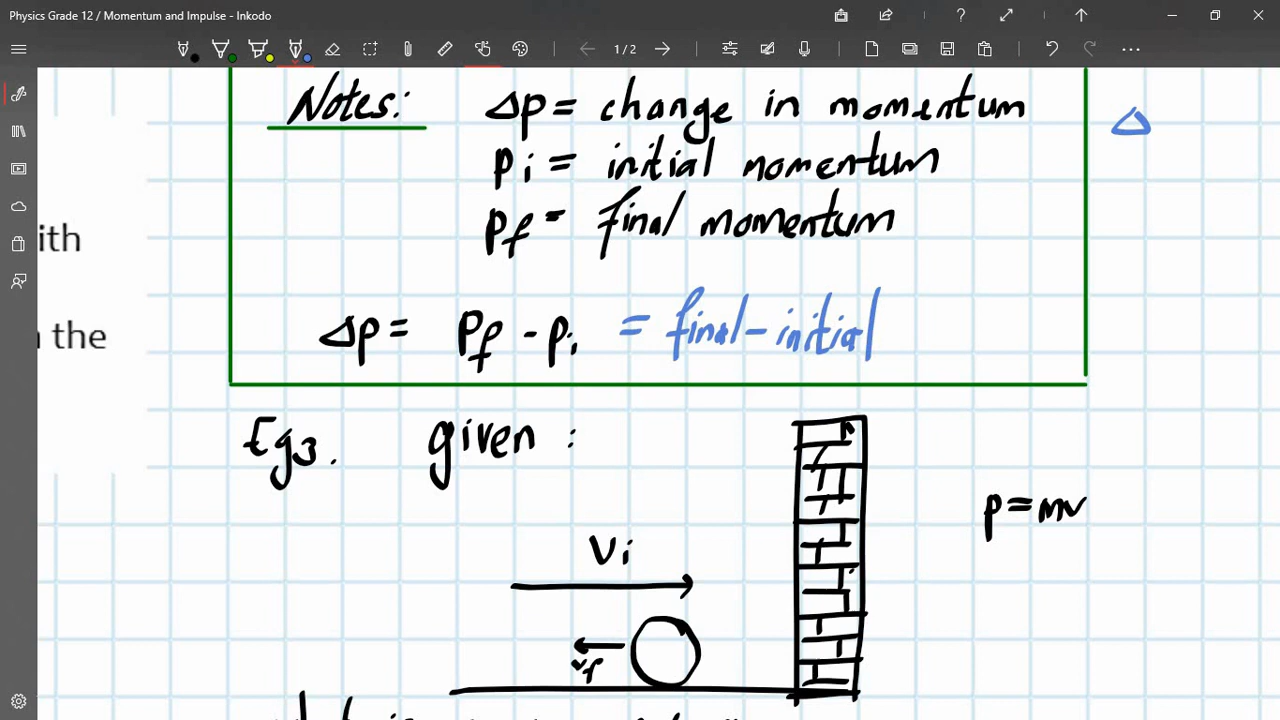 Physics Grade 12 / Momentum and Impulse - Inkodo
1/2
Notes: Δp = change in momentum
pi = initial momentum
pf = final momentum
Δ
ith
the
Δp = pf - pi = final - initial
Eg3. given :
p = mv
vi
vf